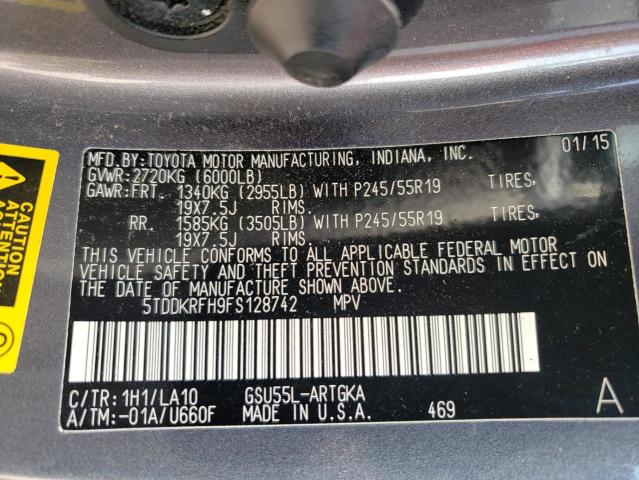 MFD.BY:TOYOTA MOTOR MANUFACTURING, INDIANA, INC. 01/15
GVWR:2720KG (6000LB)
GAWR:FRT. 1340KG (2955LB) WITH P245/55R19 TIRES,
19X7.5J RIMS.
RR. 1585KG (3505LB) WITH P245/55R19 TIRES,
19X7.5J RIMS.
THIS VEHICLE CONFORMS TO ALL APPLICABLE FEDERAL MOTOR
VEHICLE SAFETY AND THEFT PREVENTION STANDARDS IN EFFECT ON
THE DATE OF MANUFACTURE SHOWN ABOVE.
5TDDKRFH9FS128742 MPV
C/TR:1H1/LA10 GSU55L-ARTGKA
A/TM:-01A/U660F MADE IN U.S.A. 469 A
CAUTION
ATTENTION